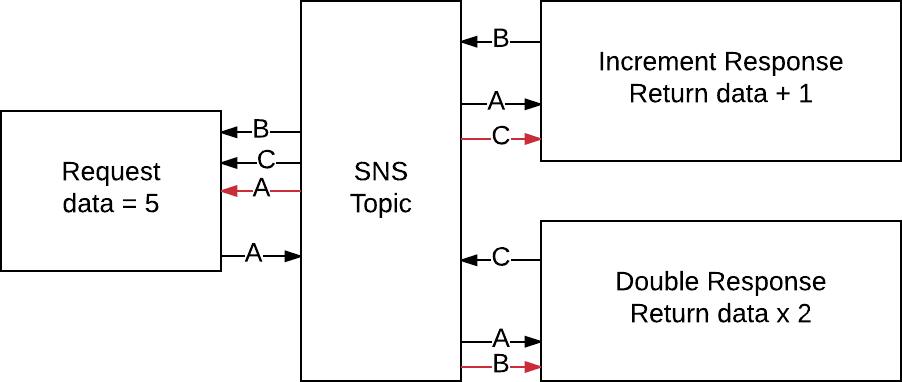 Request
data = 5
B
C
A
A
SNS
Topic
B
A
C
Increment Response
Return data + 1
C
A
B
Double Response
Return data x 2